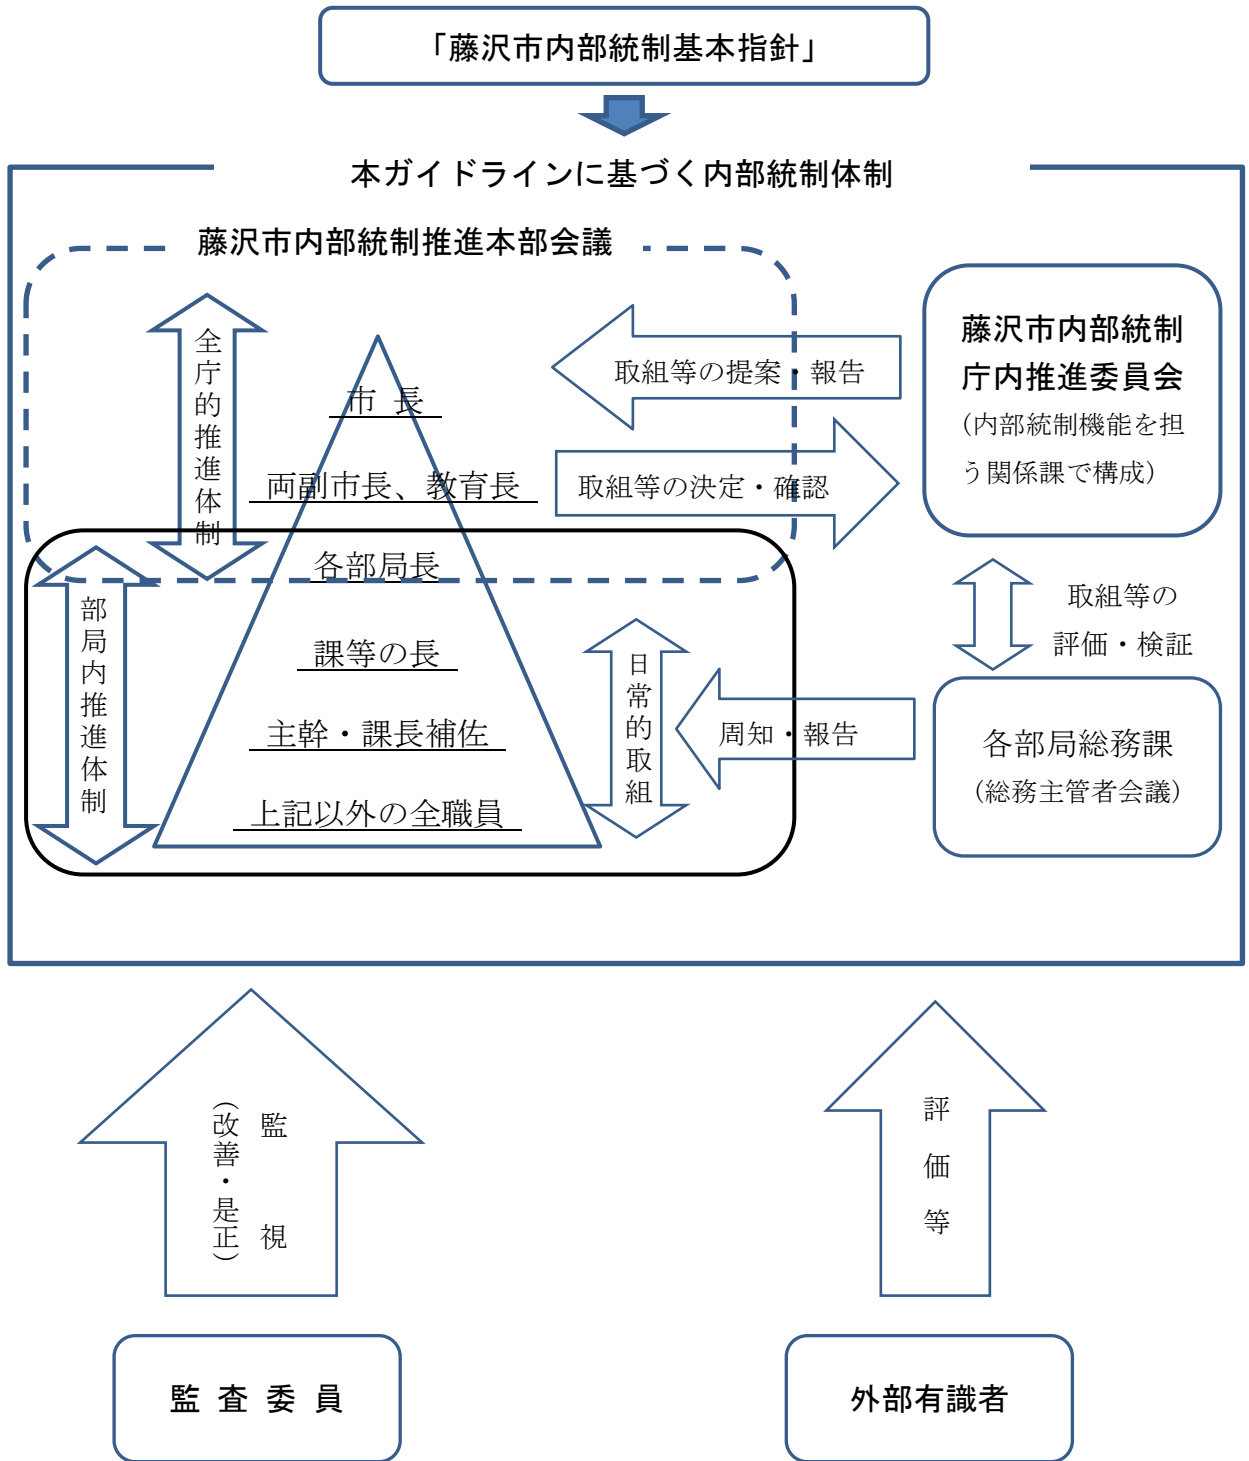 「藤沢市内部統制基本指針」
本ガイドラインに基づく内部統制体制
藤沢市内部統制推進本部会議
全庁的推進体制
市 長
両副市長、教育長
各部局長
課等の長
主幹・課長補佐
上記以外の全職員
部局内推進体制
日常的取組
取組等の提案・報告
取組等の決定・確認
周知・報告
藤沢市内部統制
庁内推進委員会
（内部統制機能を担
う関係課で構成）
取組等の
評価・検証
各部局総務課
（総務主管者会議）
監 視
（改善・是正）
評 価 等
監 査 委 員
外部有識者